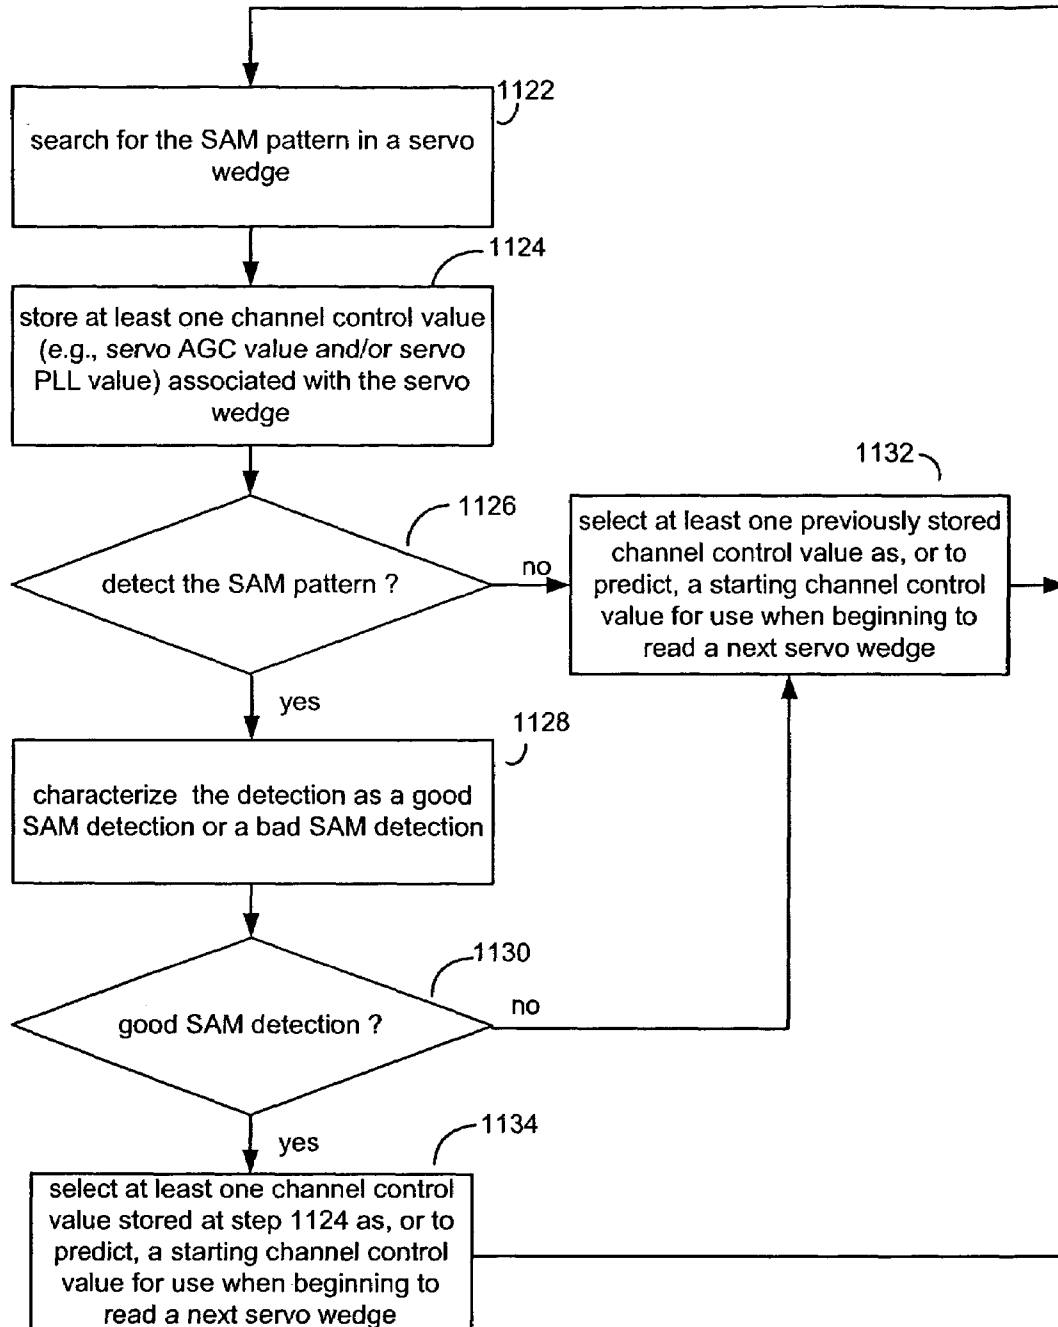 1122
search for the SAM pattern in a servo
wedge
1124
store at least one channel control value
(e.g., servo AGC value and/or servo
PLL value) associated with the servo
wedge
1126
detect the SAM pattern ?
no
yes
1132
select at least one previously stored
channel control value as, or to
predict, a starting channel control
value for use when beginning to
read a next servo wedge
1128
characterize the detection as a good
SAM detection or a bad SAM detection
1130
good SAM detection ?
no
yes
1134
select at least one channel control
value stored at step 1124 as, or to
predict, a starting channel control
value for use when beginning to
read a next servo wedge